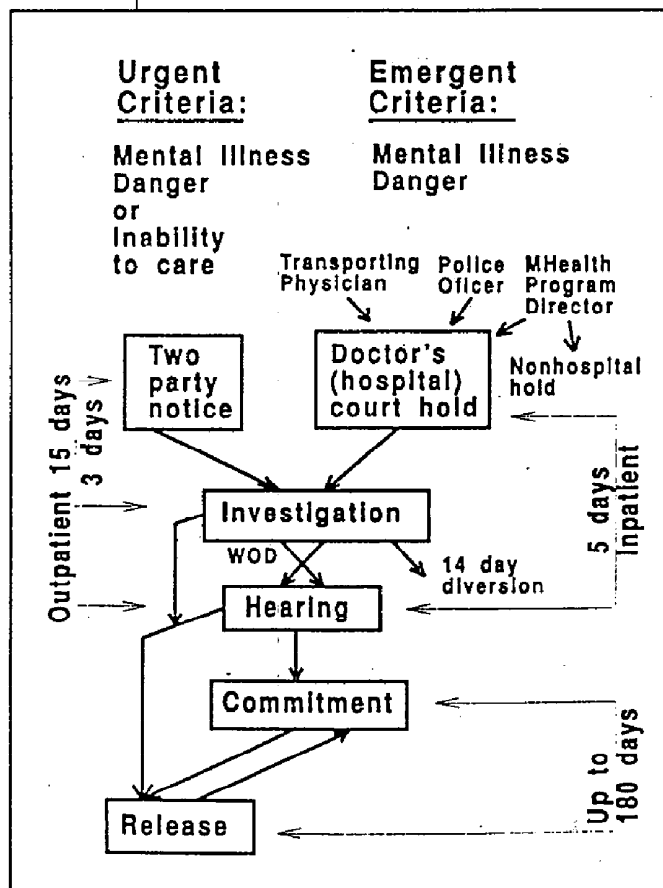 Urgent
Criteria:
Mental Illness
Danger
or
Inability
to care
Emergent
Criteria:
Mental Illness
Danger
Transporting
Physician
Police
Oficer
MHealth
Program
Director
Nonhospital
hold
Two
party
notice
Doctor's
(hospital)
court hold
Outpatient 15 days
3 days
Investigation
WOD
14 day
diversion
5 days
Inpatient
Hearing
Commitment
Up to
180 days
Release